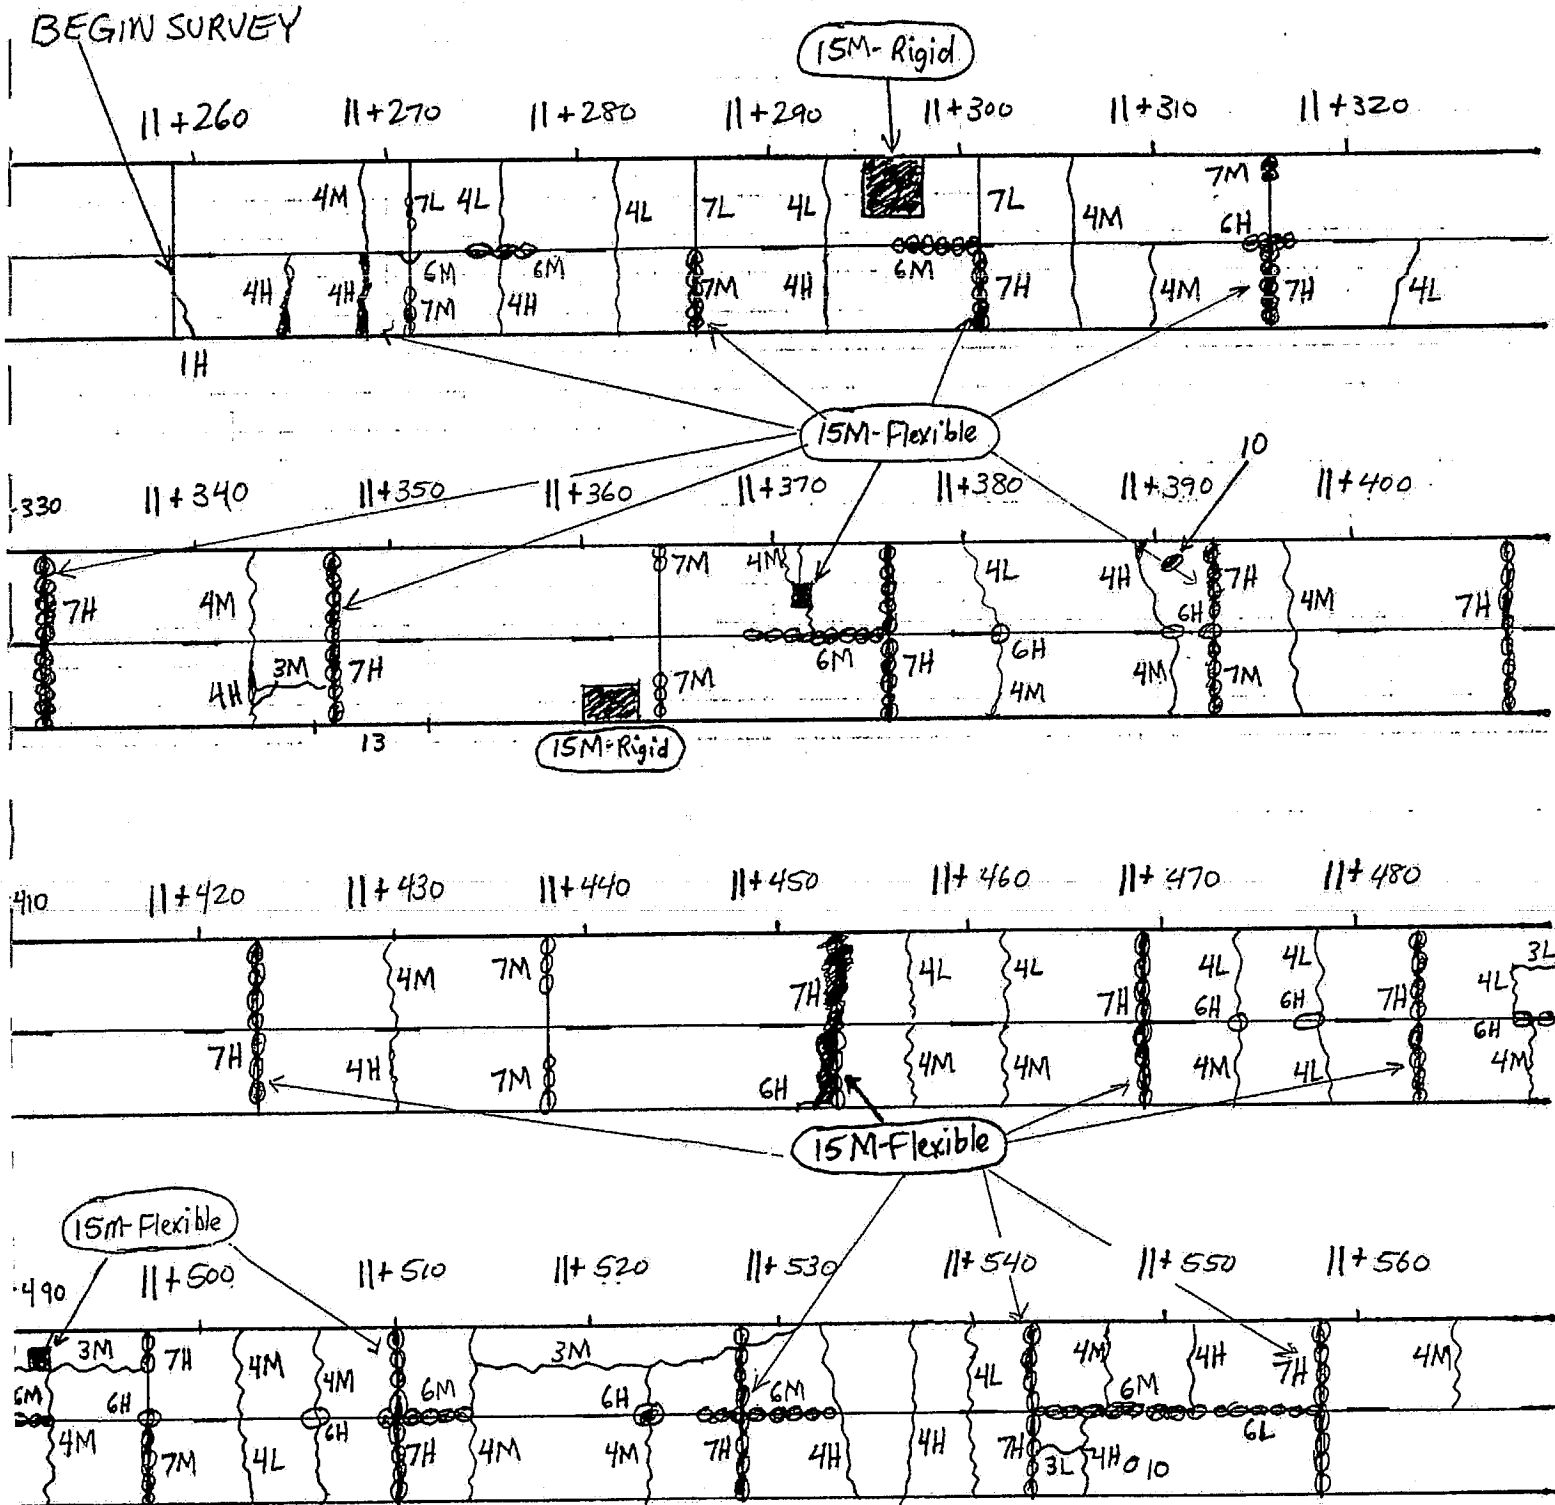 BEGIN SURVEY
15M-Rigid
11+260 11+270 11+280 11+290 11+300 11+310 11+320
4M 7L 4L 4L 7L 4L 7L 4M 7M
6H
6M 6M 6M
4H 4H 7M 4H 7M 4H 7H 4M 7H 4L
1H
15M-Flexible
10
-330 11+340 11+350 11+360 11+370 11+380 11+390 11+400
7M 4M 4L 4H 7H
7H 4M 4M 7H
6H
6M 6H
3M 7H 7M 7H 4M 4M 7M
4H
13
15M-Rigid
410 11+420 11+430 11+440 11+450 11+460 11+470 11+480
4M 7M 4L 4L 4L 4L 3L
7H 7H 7H 4L
6H 6H 6H
7H 4H 7M 4M 4M 4M 4L 4M
6H
15M-Flexible
15M-Flexible
-490 11+500 11+510 11+520 11+530 11+540 11+550 11+560
3M 7H 4M 4M 3M 4L 4M 4H 7H 4M
6M 6H 6H 6M 6H 6M 6M 6L
4M 7M 4L 7H 4M 4M 7H 4H 4H 7H 3L 4H 10